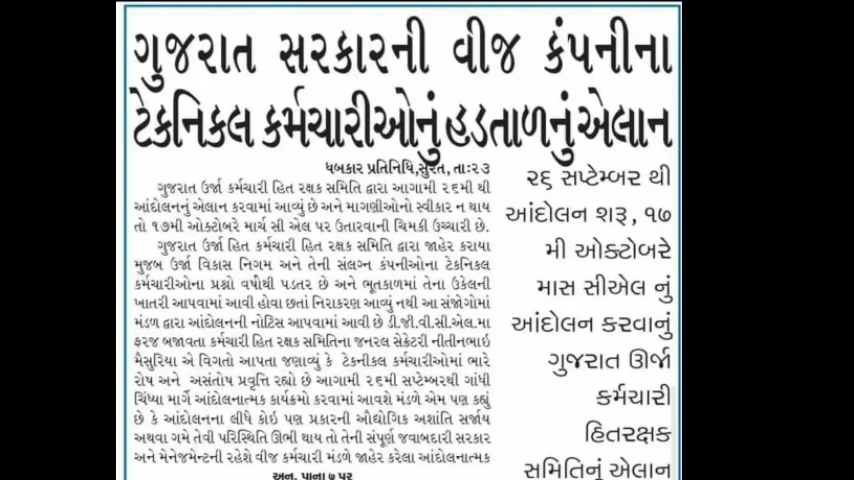 ગુજરાત સરકારની વીજ કંપનીના
ટેકનિકલ કર્મચારીઓનું હડતાળનું એલાન
ધબકાર પ્રતિનિધિ,સુરત, તાઃ૨૩
ગુજરાત ઉર્જા કર્મચારી હિત રક્ષક સમિતિ દ્વારા આગામી ૨૬મી થી
આંદોલનનું એલાન કરવામાં આવ્યું છે અને માગણીઓનો સ્વીકાર ન થાય
તો ૧૭મી ઓક્ટોબરે માર્ચ સી એલ પર ઉતારવાની ચિમકી ઉચ્ચારી છે.
ગુજરાત ઉર્જા હિત કર્મચારી હિત રક્ષક સમિતિ દ્વારા જાહેર કરાયા
મુજબ ઉર્જા વિકાસ નિગમ અને તેની સંલગ્ન કંપનીઓના ટેકનિકલ
કર્મચારીઓના પ્રશ્નો વર્ષોથી પડતર છે અને ભૂતકાળમાં તેના ઉકેલની
ખાતરી આપવામાં આવી હોવા છતાં નિરાકરણ આવ્યું નથી આ સંજોગોમાં
મંડળ દ્વારા આંદોલનની નોટિસ આપવામાં આવી છે ડી.જી.વી.સી.એલ.મા
ફરજ બજાવતા કર્મચારી હિત રક્ષક સમિતિના જનરલ સેક્રેટરી નીતીનભાઇ
મૈસુરિયા એ વિગતો આપતા જણાવ્યું કે ટેકનીકલ કર્મચારીઓમાં ભારે
રોષ અને અસંતોષ પ્રવૃત્તિ રહ્યો છે આગામી ૨૬મી સપ્ટેમ્બરથી ગાંધી
ચિંધ્યા માર્ગે આંદોલનાત્મક કાર્યક્રમો કરવામાં આવશે મંડળે એમ પણ કહ્યું
છે કે આંદોલનના લીધે કોઇ પણ પ્રકારની ઔદ્યોગિક અશાંતિ સર્જાય
અથવા ગમે તેવી પરિસ્થિતિ ઊભી થાય તો તેની સંપૂર્ણ જવાબદારી સરકાર
અને મેનેજમેન્ટની રહેશે વીજ કર્મચારી મંડળે જાહેર કરેલા આંદોલનાત્મક
અનુ. પાના ૭ પર
૨૬ સપ્ટેમ્બર થી
આંદોલન શરૂ, ૧૭
મી ઓક્ટોબરે
માસ સીએલ નું
આંદોલન કરવાનું
ગુજરાત ઊર્જા
કર્મચારી
હિતરક્ષક
સમિતિનું એલાન